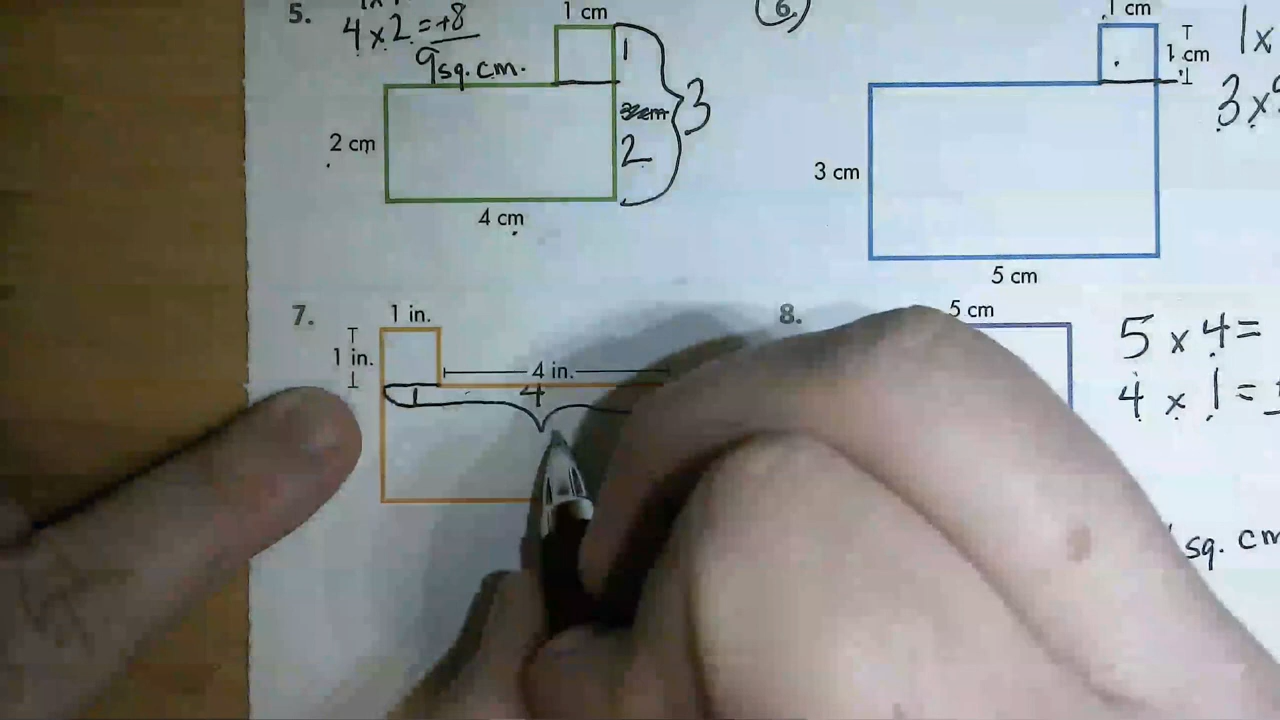 5.
4 x 2 = +8
9 sq. cm.
1 cm
1
2
3
2 cm
4 cm
6
1 cm
1 cm
1x
3 x
3 cm
5 cm
7.
1 in.
1 in.
4 in.
1
4
8.
5 cm
5 x 4 =
4 x 1 =
sq. cm